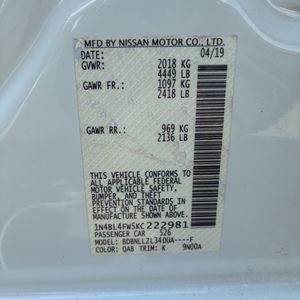 MFD BY NISSAN MOTOR CO., LTD.
DATE: 04/19
GVWR: 2018 KG
4449 LB
GAWR FR.: 1097 KG
2418 LB
GAWR RR.: 969 KG
2136 LB
THIS VEHICLE CONFORMS TO ALL
APPLICABLE FEDERAL MOTOR VEHICLE
SAFETY, BUMPER AND THEFT
PREVENTION STANDARDS IN EFFECT
ON THE DATE OF MANUFACTURE
SHOWN ABOVE.
1N4BL4FW5KC222981
PASSENGER CAR 526
MODEL: BDBNLLZL34DUA----F
COLOR: QAB TRIM: K 9N00A